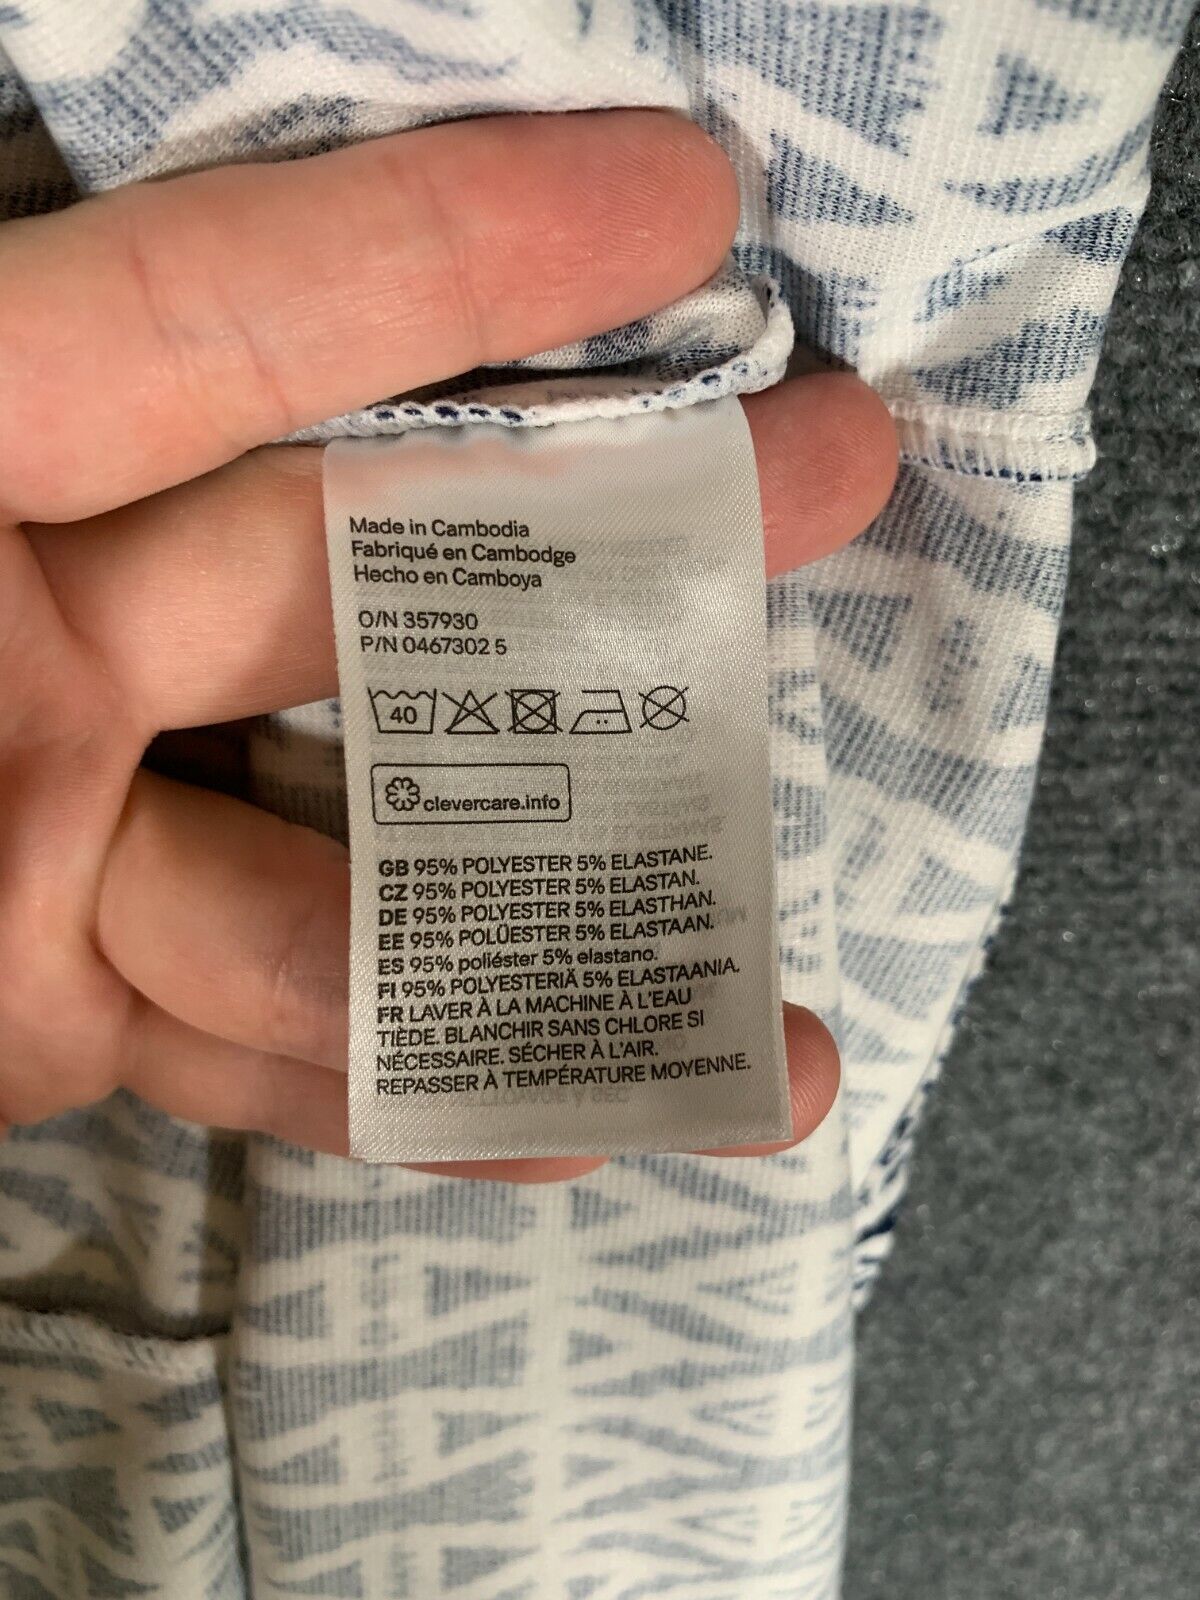 Made in Cambodia
Fabriqué en Cambodge
Hecho en Camboya
O/N 357930
P/N 0467302 5
40
clevercare.info
GB 95% POLYESTER 5% ELASTANE.
CZ 95% POLYESTER 5% ELASTAN.
DE 95% POLYESTER 5% ELASTHAN.
EE 95% POLÜESTER 5% ELASTAAN.
ES 95% poliéster 5% elastano.
FI 95% POLYESTERIÄ 5% ELASTAANIA.
FR LAVER À LA MACHINE À L'EAU
TIÈDE. BLANCHIR SANS CHLORE SI
NÉCESSAIRE. SÉCHER À L'AIR.
REPASSER À TEMPÉRATURE MOYENNE.